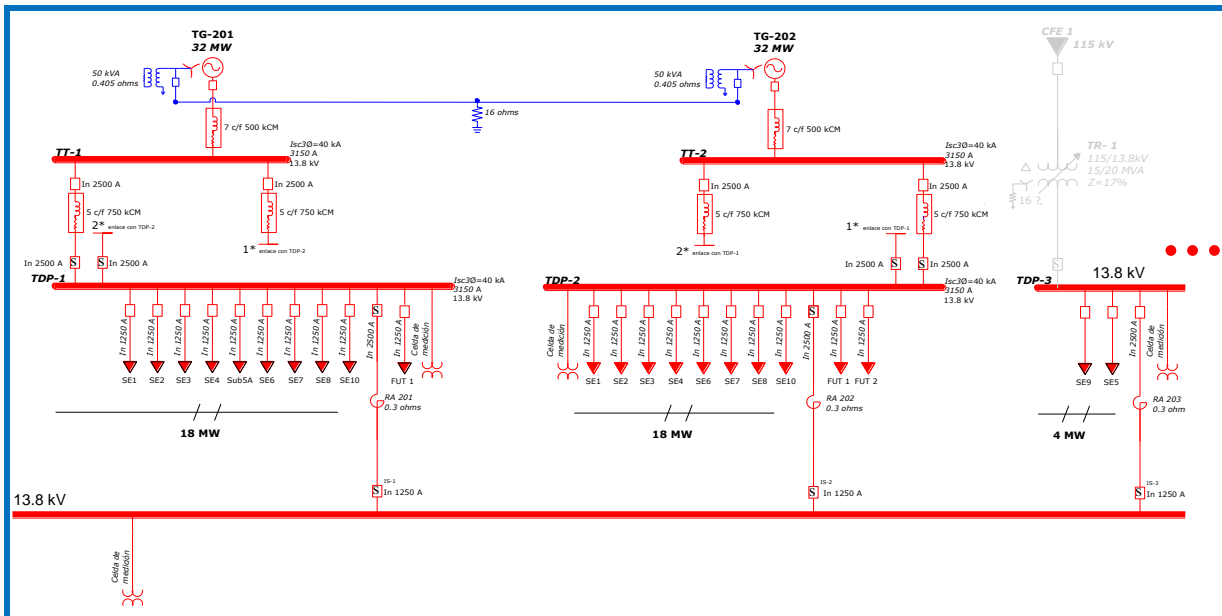 TG-201
32 MW
50 kVA
0.405 ohms
7 c/f 500 kCM
16 ohms
TG-202
32 MW
50 kVA
0.405 ohms
7 c/f 500 kCM
CFE 1
115 kV
TR- 1
115/13.8kV
15/20 MVA
Z=17%
16 ?
TT-1
Isc3Ø=40 kA
3150 A
13.8 kV
In 2500 A
In 2500 A
5 c/f 750 kCM
5 c/f 750 kCM
2* enlace con TDP-2
1* enlace con TDP-2
In 2500 A
In 2500 A
TT-2
Isc3Ø=40 kA
3150 A
13.8 kV
In 2500 A
In 2500 A
5 c/f 750 kCM
5 c/f 750 kCM
2* enlace con TDP-1
1* enlace con TDP-1
In 2500 A
In 2500 A
TDP-1
Isc3Ø=40 kA
3150 A
13.8 kV
In 1250 A
In 1250 A
In 1250 A
In 1250 A
In 1250 A
In 1250 A
In 1250 A
In 1250 A
In 1250 A
In 2500 A
In 1250 A
Celda de
medición
SE1
SE2
SE3
SE4
Sub5A
SE6
SE7
SE8
SE10
FUT 1
RA 201
0.3 ohms
18 MW
TDP-2
Isc3Ø=40 kA
3150 A
13.8 kV
Celda de
medición
In 1250 A
In 1250 A
In 1250 A
In 1250 A
In 1250 A
In 1250 A
In 1250 A
In 1250 A
In 2500 A
In 1250 A
In 1250 A
SE1
SE2
SE3
SE4
SE6
SE7
SE8
SE10
FUT 1
FUT 2
RA 202
0.3 ohms
18 MW
TDP-3
13.8 kV
S
In 2500 A
Celda de
medición
SE9
SE5
RA 203
0.3 ohm
4 MW
13.8 kV
IS-1
S
In 1250 A
IS-2
S
In 1250 A
IS-3
S
In 1250 A
Celda de
medición